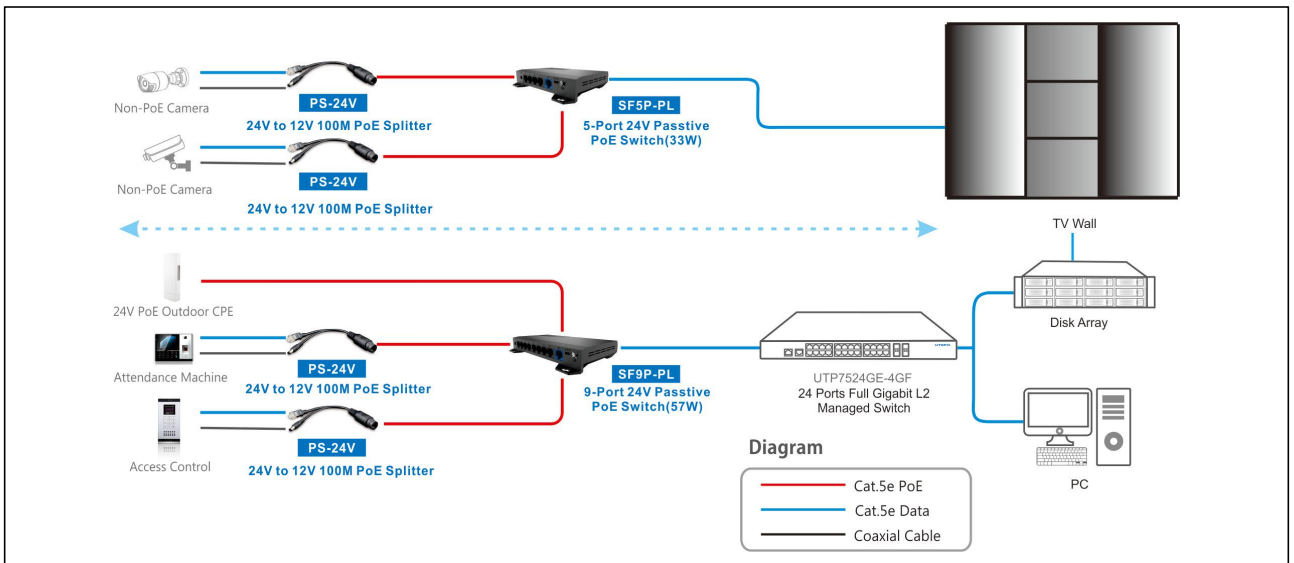 Non-PoE Camera
PS-24V
24V to 12V 100M PoE Splitter
SF5P-PL
5-Port 24V Passtive
PoE Switch(33W)
Non-PoE Camera
PS-24V
24V to 12V 100M PoE Splitter
TV Wall
24V PoE Outdoor CPE
Disk Array
Attendance Machine
PS-24V
24V to 12V 100M PoE Splitter
SF9P-PL
9-Port 24V Passtive
PoE Switch(57W)
UTP7524GE-4GF
24 Ports Full Gigabit L2
Managed Switch
Access Control
PS-24V
24V to 12V 100M PoE Splitter
PC
Diagram
Cat.5e PoE
Cat.5e Data
Coaxial Cable